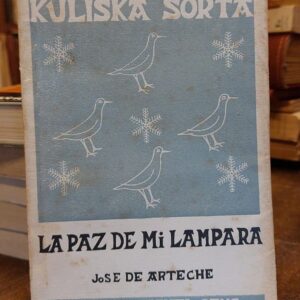 KULISKA SORTA
LA PAZ DE Mi LAMPARA
JoSE DE ARTECHE